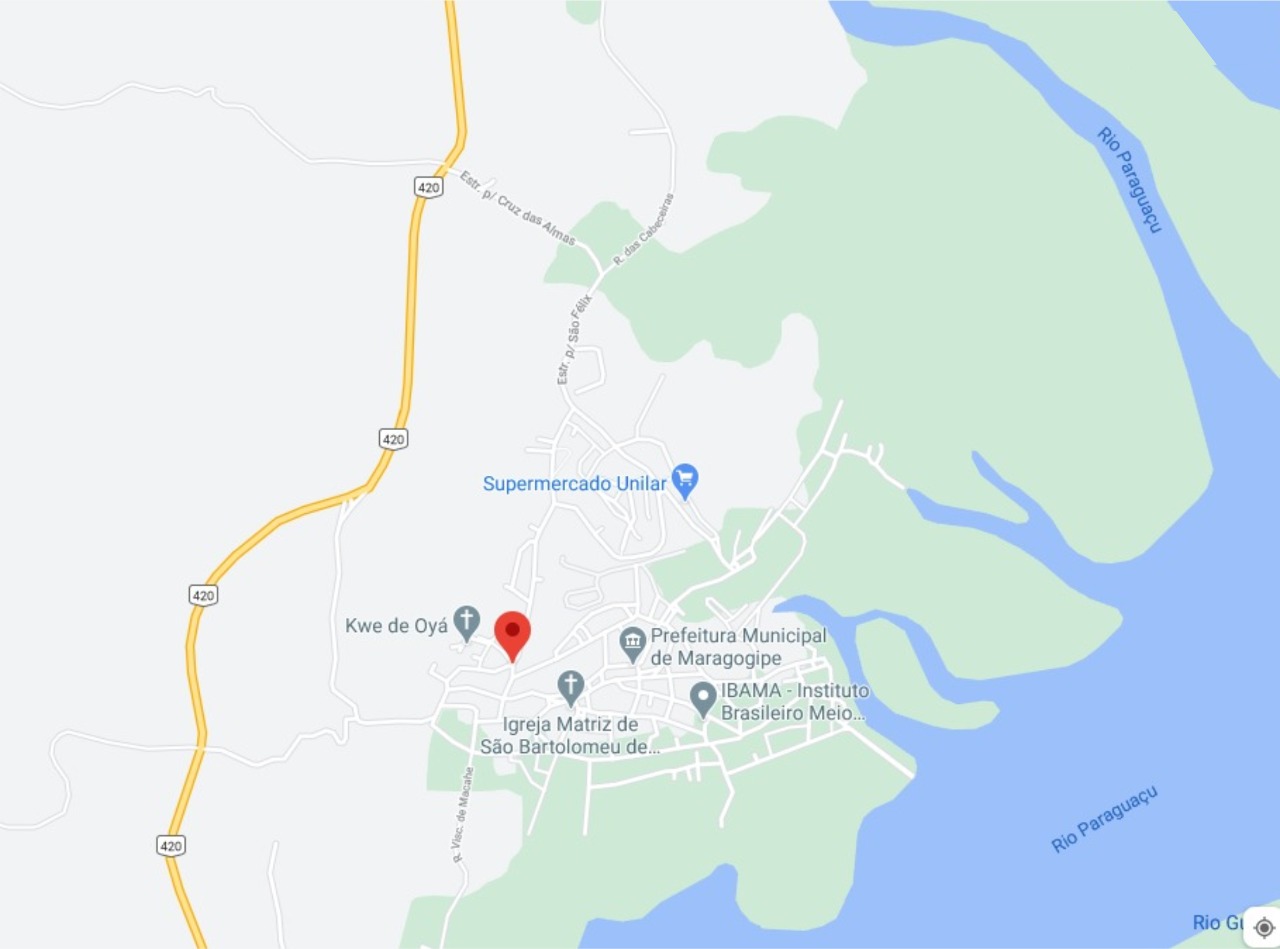 Rio Paraguaçu
420
Estr. p/ Cruz das Almas
R. das Cabeceiras
Estr. p/ São Félix
420
Supermercado Unilar
420
Kwe de Oyá
Prefeitura Municipal
de Maragogipe
IBAMA - Instituto
Brasileiro Meio...
Igreja Matriz de
São Bartolomeu de...
R. Visc. de Macahe
Rio Paraguaçu
420
Rio